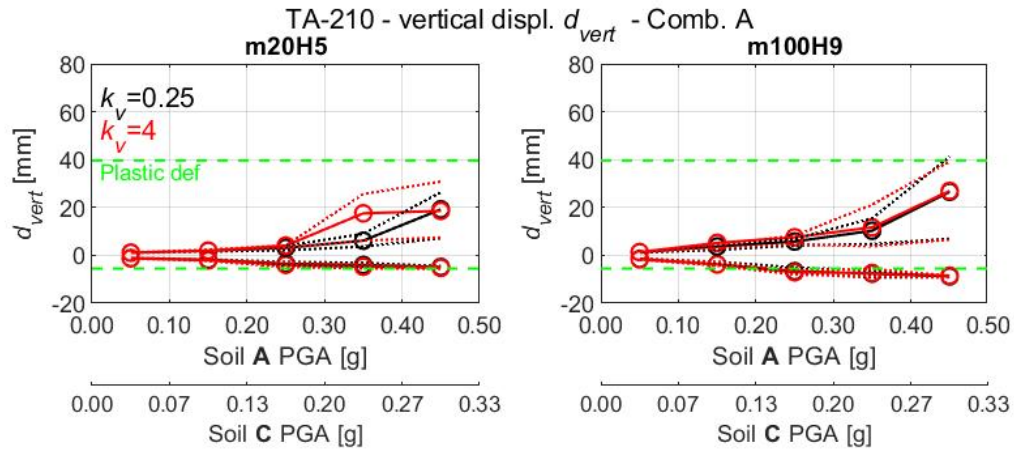 TA-210 - vertical displ. d_vert - Comb. A
m20H5
m100H9
80
60
40
20
0
-20
d_vert [mm]
k_v=0.25
k_v=4
Plastic def
0.00 0.10 0.20 0.30 0.40 0.50
Soil A PGA [g]
0.00 0.07 0.13 0.20 0.27 0.33
Soil C PGA [g]
80
60
40
20
0
-20
d_vert [mm]
0.00 0.10 0.20 0.30 0.40 0.50
Soil A PGA [g]
0.00 0.07 0.13 0.20 0.27 0.33
Soil C PGA [g]